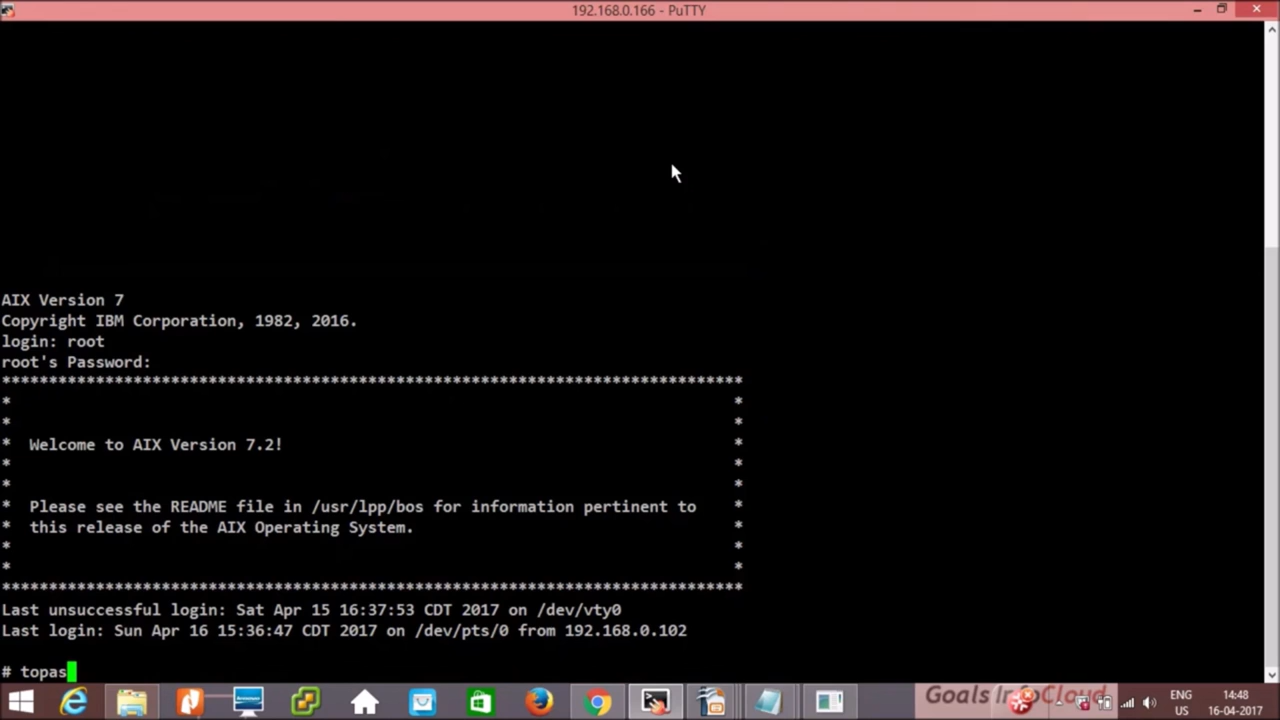 192.168.0.166 - PuTTY
AIX Version 7
Copyright IBM Corporation, 1982, 2016.
login: root
root's Password:
*******************************************************************************
*                                                                             *
*                                                                             *
*  Welcome to AIX Version 7.2!                                                *
*                                                                             *
*                                                                             *
*  Please see the README file in /usr/lpp/bos for information pertinent to    *
*  this release of the AIX Operating System.                                  *
*                                                                             *
*                                                                             *
*******************************************************************************
Last unsuccessful login: Sat Apr 15 16:37:53 CDT 2017 on /dev/vty0
Last login: Sun Apr 16 15:36:47 CDT 2017 on /dev/pts/0 from 192.168.0.102
# topas
Goals InfoCloud
ENG 14:48
US 16-04-2017